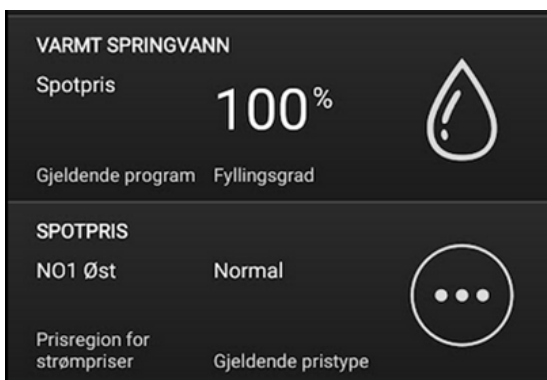 VARMT SPRINGVANN
Spotpris
100%
Gjeldende program Fyllingsgrad
SPOTPRIS
NO1 Øst Normal
Prisregion for
strømpriser Gjeldende pristype